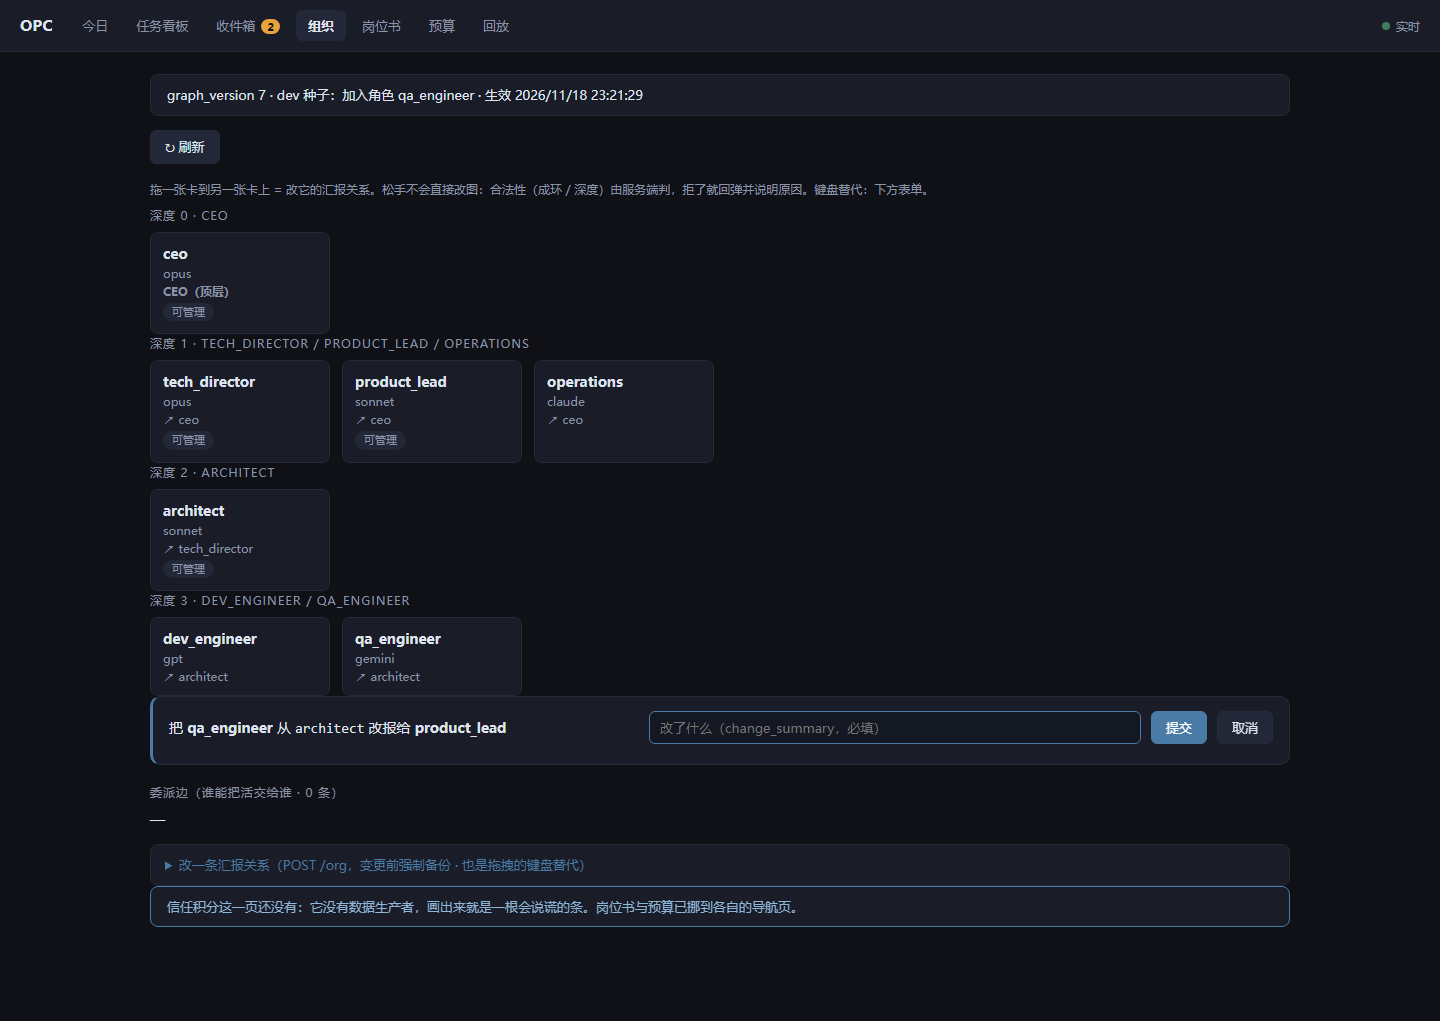 OPC 今日 任务看板 收件箱 2 组织 岗位书 预算 回放 实时
graph_version 7 · dev 种子：加入角色 qa_engineer · 生效 2026/11/18 23:21:29
↻ 刷新
拖一张卡到另一张卡上 = 改它的汇报关系。松手不会直接改图：合法性（成环 / 深度）由服务端判，拒了就回弹并说明原因。键盘替代：下方表单。
深度 0 · CEO
ceo
opus
CEO（顶层）
可管理
深度 1 · TECH_DIRECTOR / PRODUCT_LEAD / OPERATIONS
tech_director
opus
↗ ceo
可管理
product_lead
sonnet
↗ ceo
可管理
operations
claude
↗ ceo
深度 2 · ARCHITECT
architect
sonnet
↗ tech_director
可管理
深度 3 · DEV_ENGINEER / QA_ENGINEER
dev_engineer
gpt
↗ architect
qa_engineer
gemini
↗ architect
把 qa_engineer 从 architect 改报给 product_lead 改了什么（change_summary，必填） 提交 取消
委派边（谁能把活交给谁 · 0 条）
—
▶ 改一条汇报关系（POST /org，变更前强制备份 · 也是拖拽的键盘替代）
信任积分这一页还没有：它没有数据生产者，画出来就是一根会说谎的条。岗位书与预算已挪到各自的导航页。